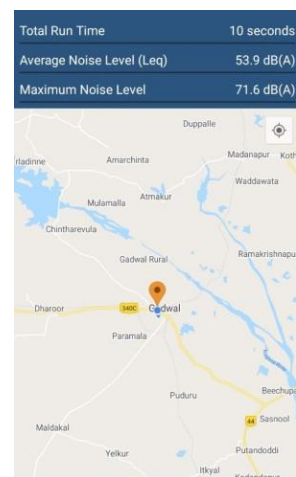 Total Run Time 10 seconds
Average Noise Level (Leq) 53.9 dB(A)
Maximum Noise Level 71.6 dB(A)
Duppalle
Amarchinta
Madanapur
Waddawata
Atmakur
Mulamalla
Chintharevula
Ramakrishnapu
Gadwal Rural
Dharoor
340C
Gadwal
Paramala
Puduru
Beechup
44
Sasnool
Maldakal
Putandoddi
Yelkur
Itkyal